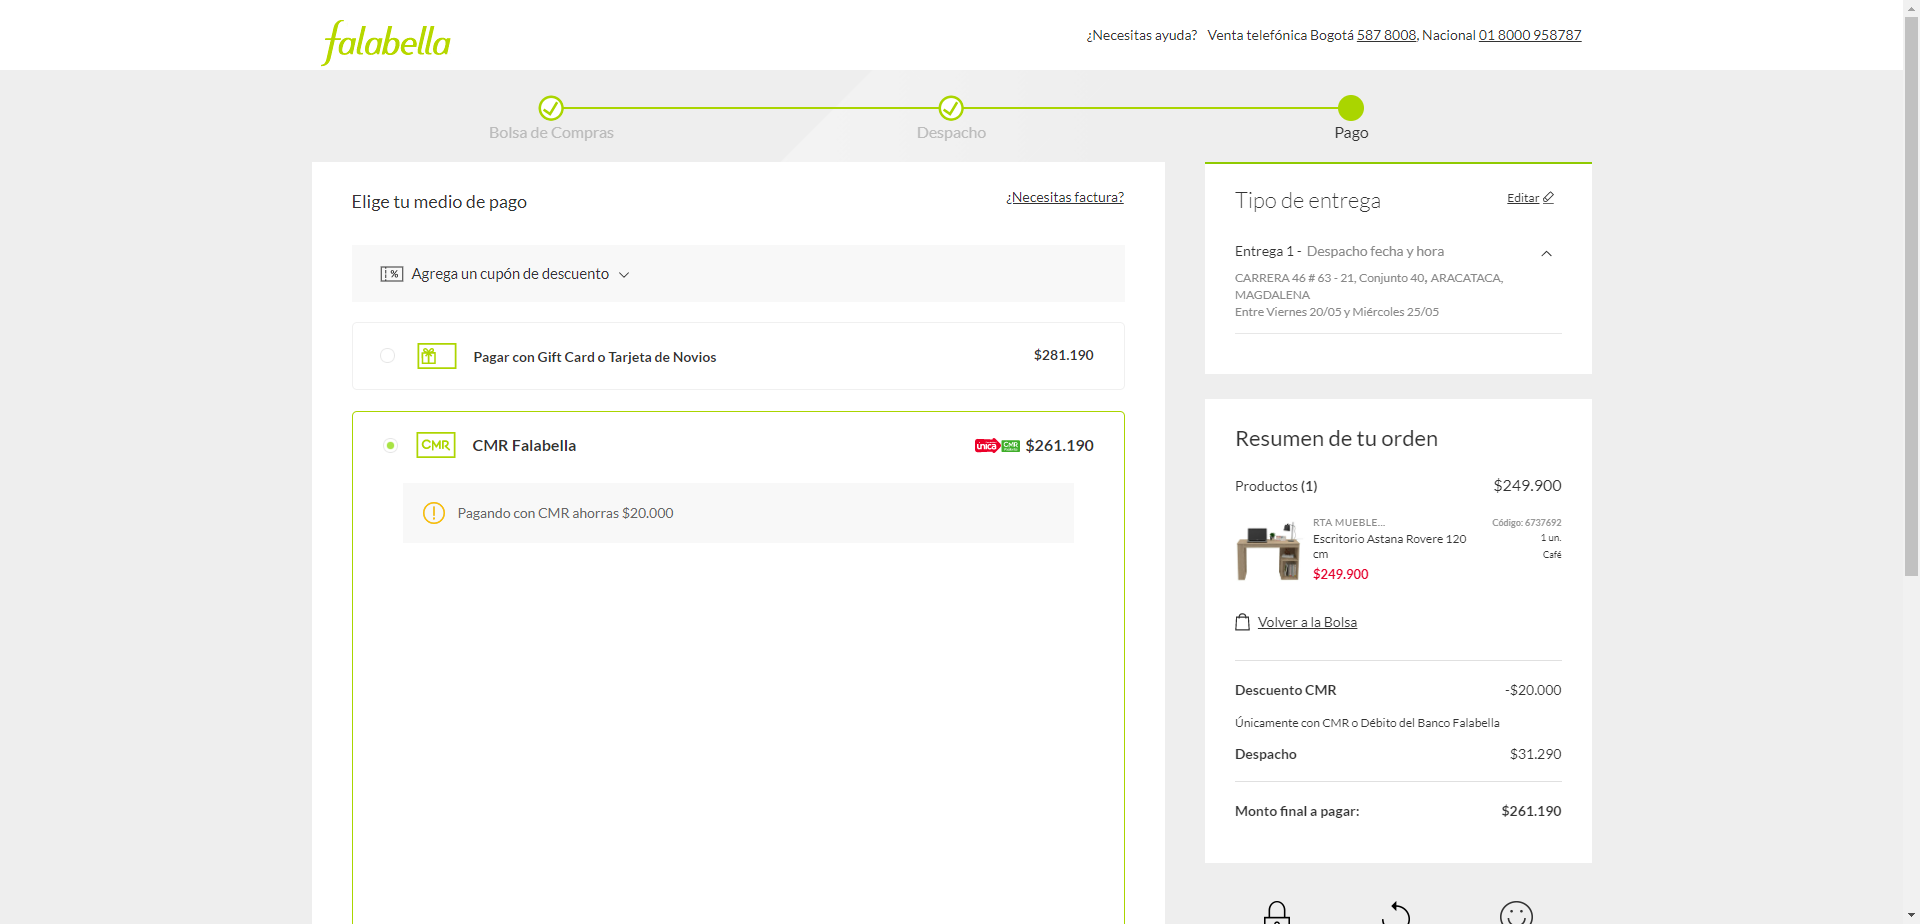 falabella
¿Necesitas ayuda? Venta telefónica Bogotá 587 8008, Nacional 01 8000 958787
Bolsa de Compras
Despacho
Pago
Elige tu medio de pago
¿Necesitas factura?
Agrega un cupón de descuento
Pagar con Gift Card o Tarjeta de Novios
$281.190
CMR
CMR Falabella
única
CMR
$261.190
Pagando con CMR ahorras $20.000
Tipo de entrega
Editar
Entrega 1 - Despacho fecha y hora
CARRERA 46 # 63 - 21, Conjunto 40, ARACATACA,
MAGDALENA
Entre Viernes 20/05 y Miércoles 25/05
Resumen de tu orden
Productos (1)
$249.900
RTA MUEBLE...
Código: 6737692
Escritorio Astana Rovere 120
cm
1 un.
Café
$249.900
Volver a la Bolsa
Descuento CMR
-$20.000
Únicamente con CMR o Débito del Banco Falabella
Despacho
$31.290
Monto final a pagar:
$261.190